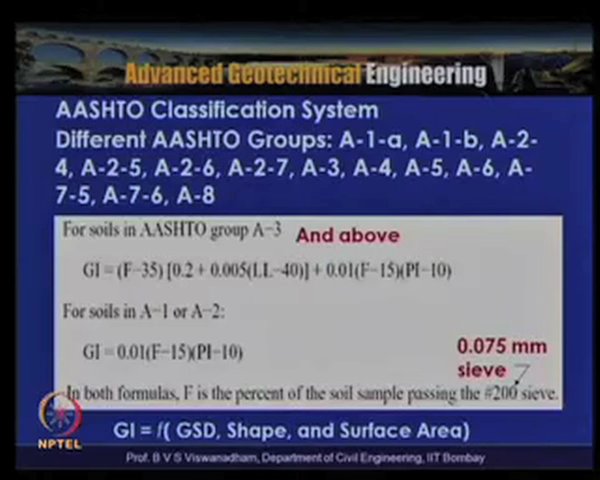 Advanced Geotechnical Engineering
AASHTO Classification System
Different AASHTO Groups: A-1-a, A-1-b, A-2-
4, A-2-5, A-2-6, A-2-7, A-3, A-4, A-5, A-6, A-
7-5, A-7-6, A-8
For soils in AASHTO group A-3 And above
GI = (F-35) [0.2 + 0.005(LL-40)] + 0.01(F-15)(PI-10)
For soils in A-1 or A-2:
GI = 0.01(F-15)(PI-10)
0.075 mm
sieve
In both formulas, F is the percent of the soil sample passing the #200 sieve.
GI = f( GSD, Shape, and Surface Area)
NPTEL
Prof. B V S Viswanadham, Department of Civil Engineering, IIT Bombay